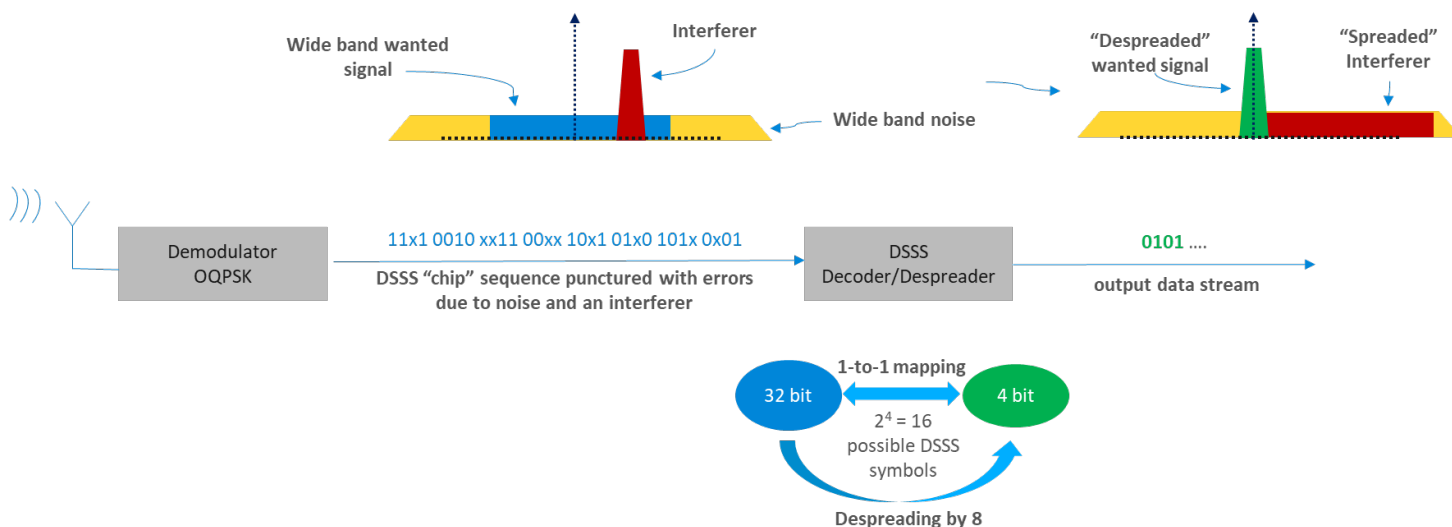 Wide band wanted
signal
Interferer
Wide band noise
“Despreaded”
wanted signal
“Spreaded”
Interferer
Demodulator
OQPSK
11x1 0010 xx11 00xx 10x1 01x0 101x 0x01
DSSS “chip” sequence punctured with errors
due to noise and an interferer
DSSS
Decoder/Despreader
0101 ....
output data stream
32 bit
1-to-1 mapping
4 bit
2⁴ = 16
possible DSSS
symbols
Despreading by 8